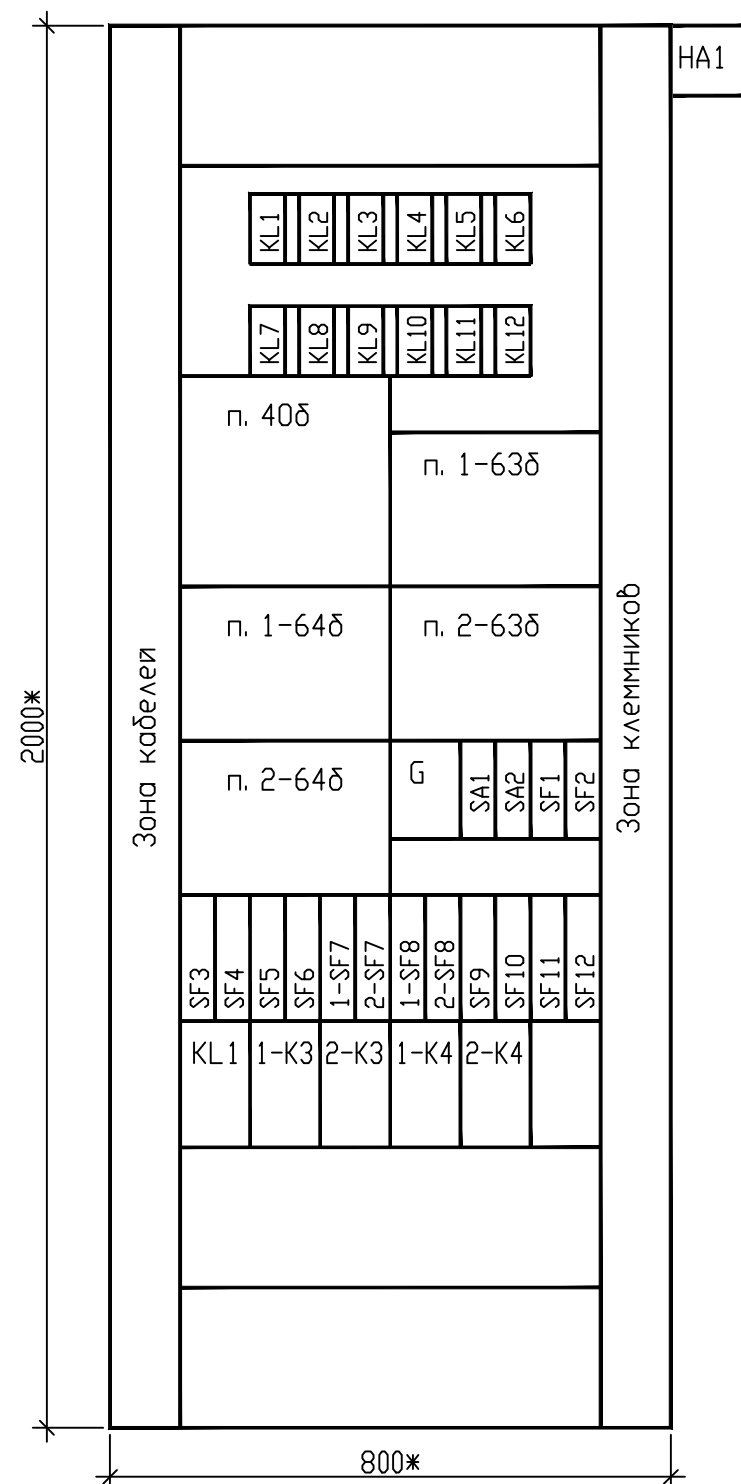 HA1
KL1 KL2 KL3 KL4 KL5 KL6
KL7 KL8 KL9 KL10 KL11 KL12
п. 40б
п. 1-63б
п. 1-64б
п. 2-63б
п. 2-64б
G SA1 SA2 SF1 SF2
Зона кабелей
Зона клеммников
2000*
SF3 SF4 SF5 SF6 1-SF7 2-SF7 1-SF8 2-SF8 SF9 SF10 SF11 SF12
KL1 1-K3 2-K3 1-K4 2-K4
800*